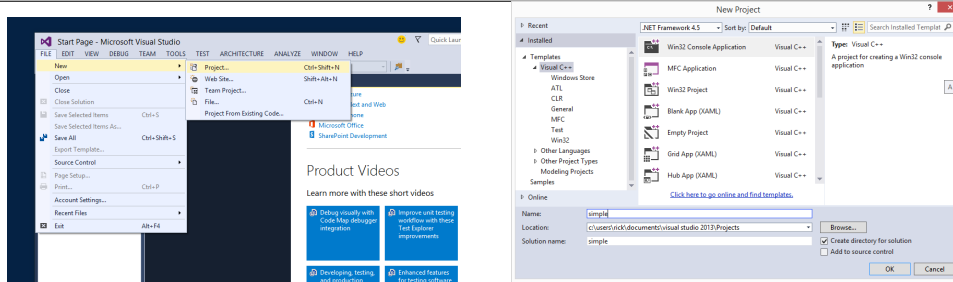 Start Page - Microsoft Visual Studio
Quick Laun
FILE EDIT VIEW DEBUG TEAM TOOLS TEST ARCHITECTURE ANALYZE WINDOW HELP
New
Open
Close
Close Solution
Save Selected Items Ctrl+S
Save Selected Items As...
Save All Ctrl+Shift+S
Export Template...
Source Control
Page Setup...
Print... Ctrl+P
Account Settings...
Recent Files
Exit Alt+F4
Project... Ctrl+Shift+N
Web Site... Shift+Alt+N
Team Project...
File... Ctrl+N
Project From Existing Code...
Microsoft Office
SharePoint Development
Product Videos
Learn more with these short videos
Debug visually with
Code Map debugger
integration
Improve unit testing
workflow with these
Test Explorer
improvements
Developing, testing,
and production
Enhanced features
for testing software
New Project
Recent
Installed
Templates
Visual C++
Windows Store
ATL
CLR
General
MFC
Test
Win32
Other Languages
Other Project Types
Modeling Projects
Samples
Online
.NET Framework 4.5 Sort by: Default
Search Installed Templat
Win32 Console Application Visual C++
MFC Application Visual C++
Win32 Project Visual C++
Blank App (XAML) Visual C++
Empty Project Visual C++
Grid App (XAML) Visual C++
Hub App (XAML) Visual C++
Click here to go online and find templates.
Type: Visual C++
A project for creating a Win32 console
application
Name: simple
Location: c:\users\rick\documents\visual studio 2013\Projects
Solution name: simple
Browse...
Create directory for solution
Add to source control
OK Cancel